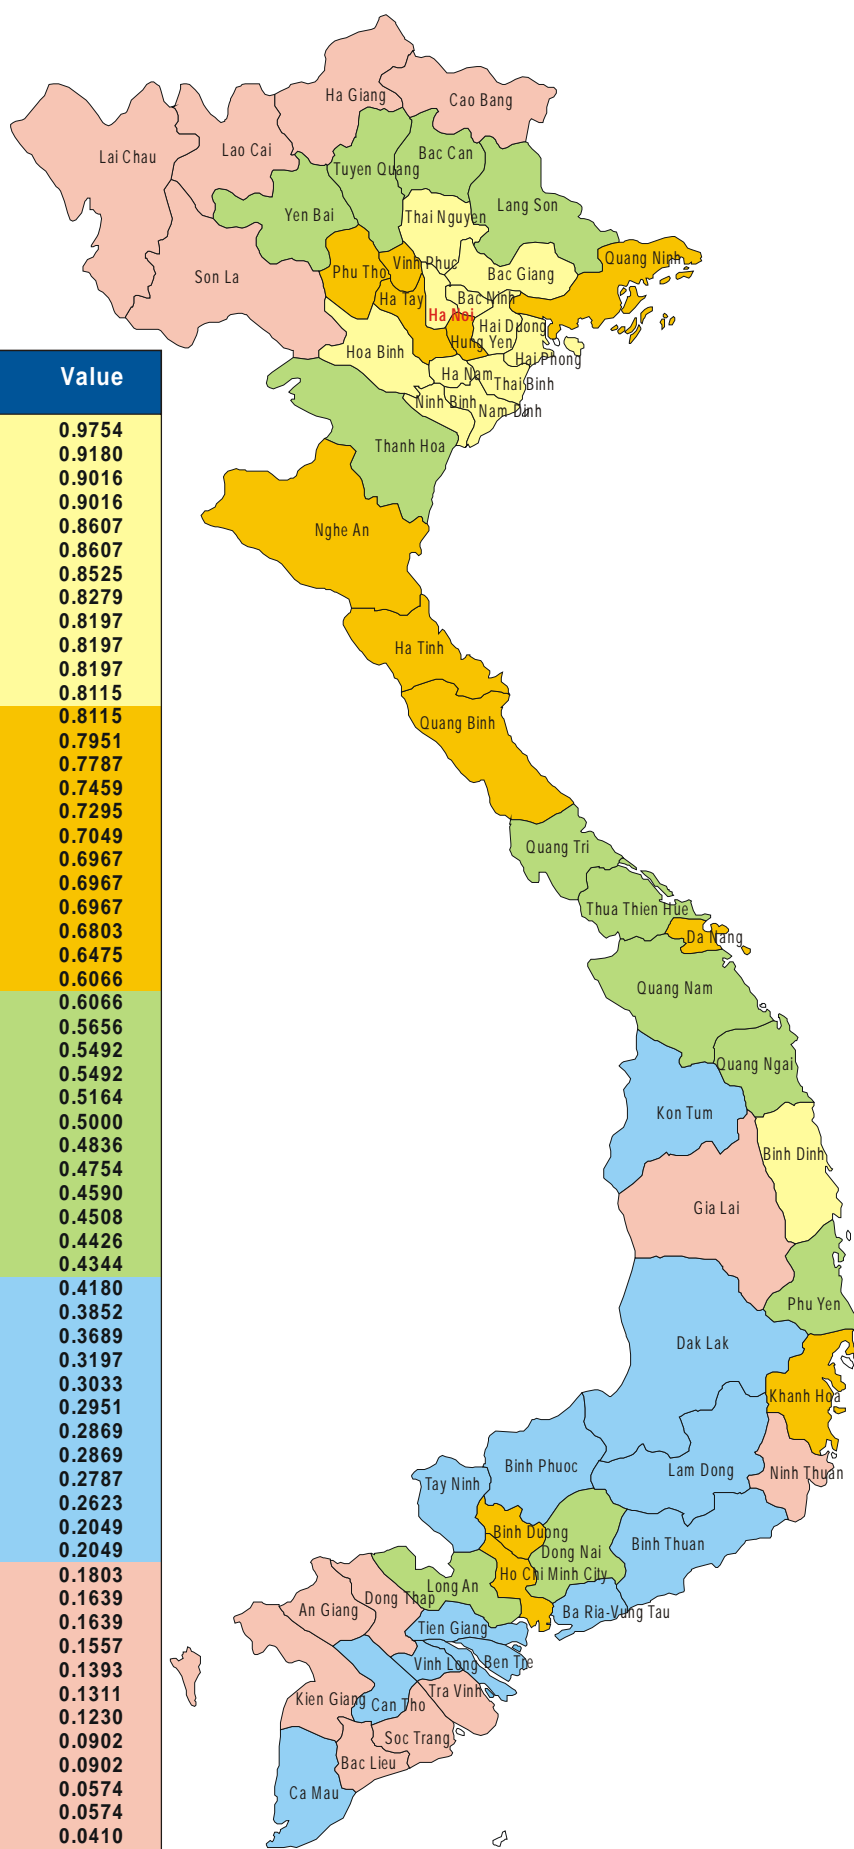 Ha Giang
Cao Bang
Lai Chau
Lao Cai
Bac Can
Tuyen Quang
Lang Son
Yen Bai
Thai Nguyen
Quang Ninh
Vinh Phuc
Phu Tho
Bac Giang
Son La
Ha Tay
Bac Ninh
Ha Noi
Hai Duong
Hung Yen
Hoa Binh
Hai Phong
Ha Nam
Thai Binh
Ninh Binh
Nam Dinh
Thanh Hoa
Nghe An
Ha Tinh
Quang Binh
Quang Tri
Thua Thien Hue
Da Nang
Quang Nam
Quang Ngai
Kon Tum
Binh Dinh
Gia Lai
Phu Yen
Dak Lak
Khanh Hoa
Binh Phuoc
Lam Dong
Ninh Thuan
Tay Ninh
Binh Duong
Binh Thuan
Dong Nai
Ho Chi Minh City
Long An
Dong Thap
An Giang
Ba Ria-Vung Tau
Tien Giang
Vinh Long
Ben Tre
Tra Vinh
Kien Giang
Can Tho
Soc Trang
Bac Lieu
Ca Mau
Value
0.9754
0.9180
0.9016
0.9016
0.8607
0.8607
0.8525
0.8279
0.8197
0.8197
0.8197
0.8115
0.8115
0.7951
0.7787
0.7459
0.7295
0.7049
0.6967
0.6967
0.6967
0.6803
0.6475
0.6066
0.6066
0.5656
0.5492
0.5492
0.5164
0.5000
0.4836
0.4754
0.4590
0.4508
0.4426
0.4344
0.4180
0.3852
0.3689
0.3197
0.3033
0.2951
0.2869
0.2869
0.2787
0.2623
0.2049
0.2049
0.1803
0.1639
0.1639
0.1557
0.1393
0.1311
0.1230
0.0902
0.0902
0.0574
0.0574
0.0410